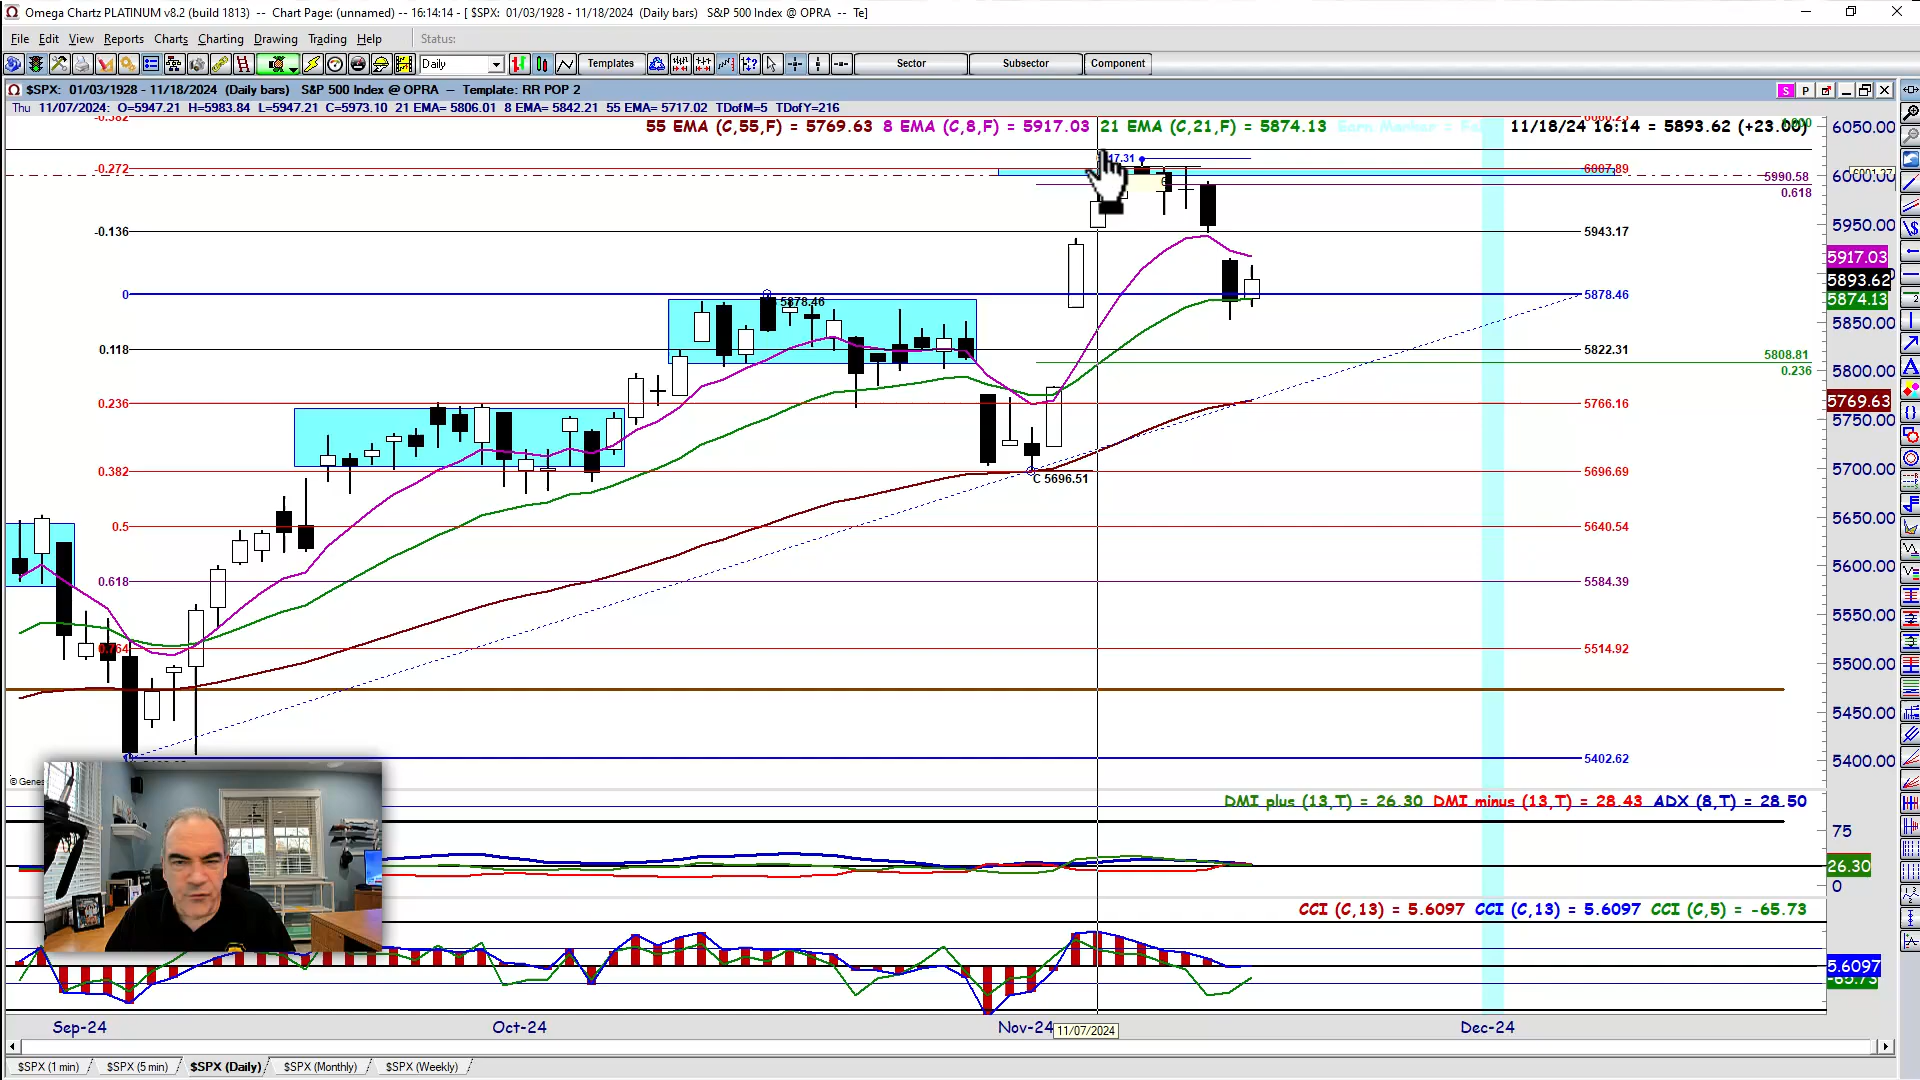 Omega Chartz PLATINUM v8.2 (build 1813) -- Chart Page: (unnamed) -- 16:14:14 - [ $SPX: 01/03/1928 - 11/18/2024 (Daily bars) S&P 500 Index @ OPRA -- Te]
File Edit View Reports Charts Charting Drawing Trading Help Status:
Daily Templates Sector Subsector Component
$SPX: 01/03/1928 - 11/18/2024 (Daily bars) S&P 500 Index @ OPRA – Template: RR POP 2 S P
Thu 11/07/2024: O=5947.21 H=5983.84 L=5947.21 C=5973.10 21 EMA= 5806.01 8 EMA= 5842.21 55 EMA= 5717.02 TDofM=5 TDofY=216
-0.382
55 EMA (C,55,F) = 5769.63 8 EMA (C,8,F) = 5917.03 21 EMA (C,21,F) = 5874.13 11/18/24 16:14 = 5893.62 (+23.00)
6050.00
17.31
-0.272 6007.89
6000.00
5990.58
0.618
5950.00
-0.136 5943.17
5917.03
5893.62
0 5878.46 5878.46
5874.13
5850.00
0.118 5822.31
5808.81
0.236
5800.00
0.236 5766.16
5769.63
5750.00
0.382 5696.69
5700.00
C 5696.51
0.5 5640.54
5650.00
5600.00
0.618 5584.39
5550.00
0.764 5514.92
5500.00
5450.00
5402.62
5400.00
© Genes
DMI plus (13,T) = 26.30 DMI minus (13,T) = 28.43 ADX (8,T) = 28.50
75
26.30
0
CCI (C,13) = 5.6097 CCI (C,13) = 5.6097 CCI (C,5) = -65.73
5.6097
-65.73
Sep-24 Oct-24 Nov-24 11/07/2024 Dec-24
$SPX (1 min) $SPX (5 min) $SPX (Daily) $SPX (Monthly) $SPX (Weekly)